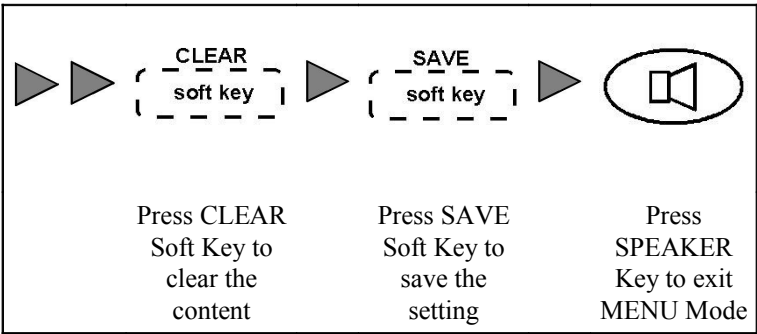 CLEAR
soft key
SAVE
soft key
Press CLEAR
Soft Key to
clear the
content
Press SAVE
Soft Key to
save the
setting
Press
SPEAKER
Key to exit
MENU Mode